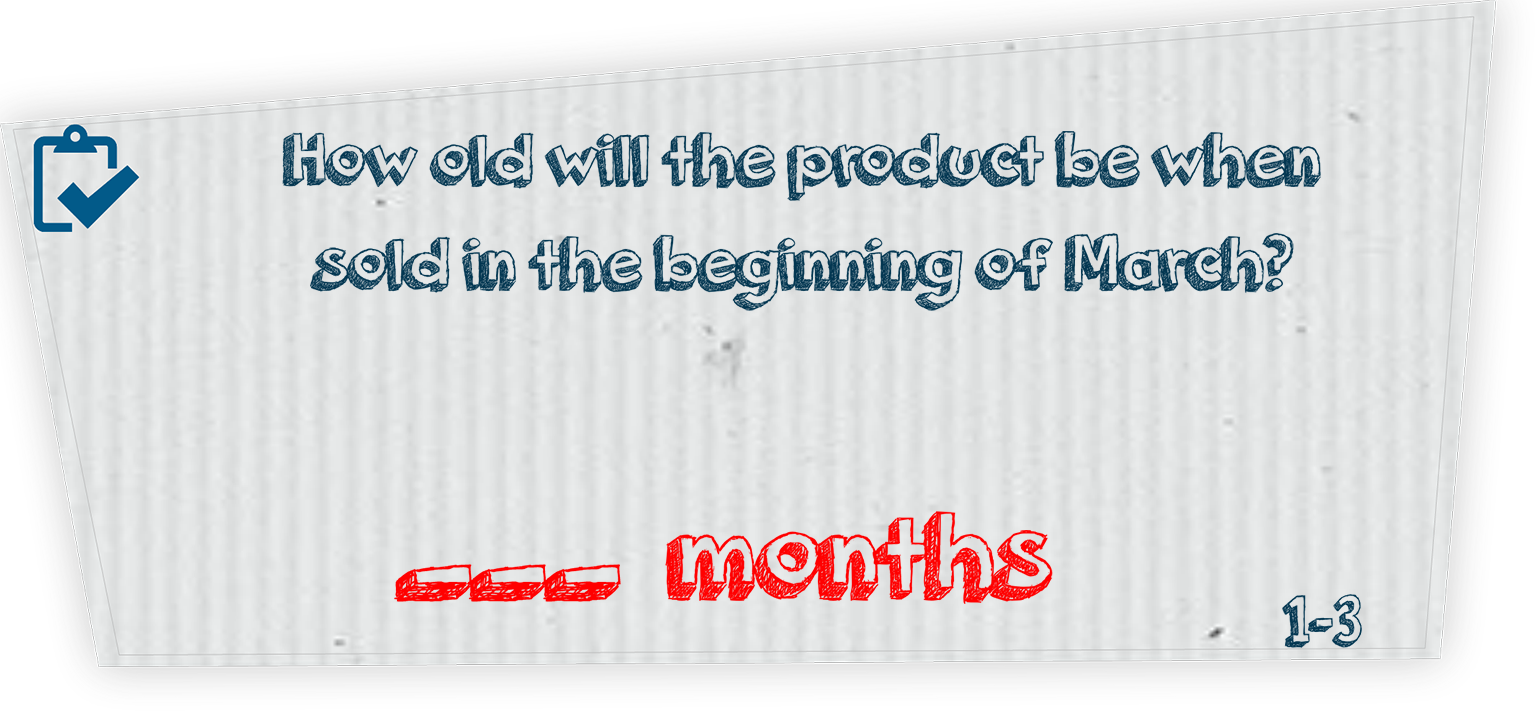 How old will the product be when
sold in the beginning of March?
___ months
1-3